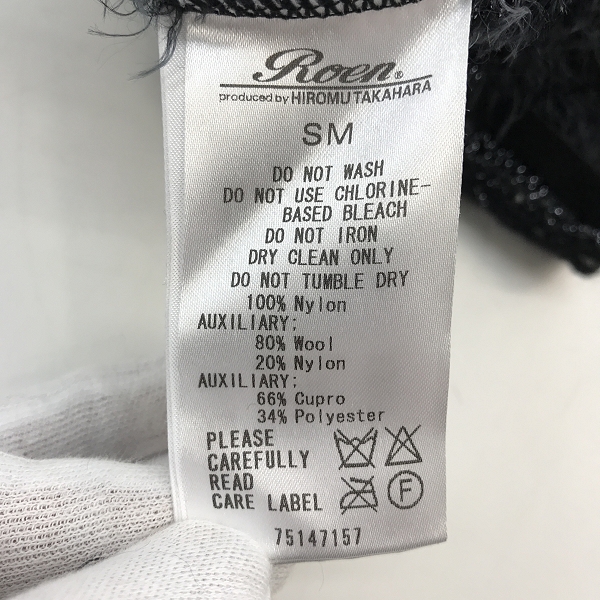 Roen®
produced by HIROMU TAKAHARA
SM
DO NOT WASH
DO NOT USE CHLORINE-
BASED BLEACH
DO NOT IRON
DRY CLEAN ONLY
DO NOT TUMBLE DRY
100% Nylon
AUXILIARY:
80% Wool
20% Nylon
AUXILIARY:
66% Cupro
34% Polyester
PLEASE
CAREFULLY
READ
CARE LABEL
F
75147157